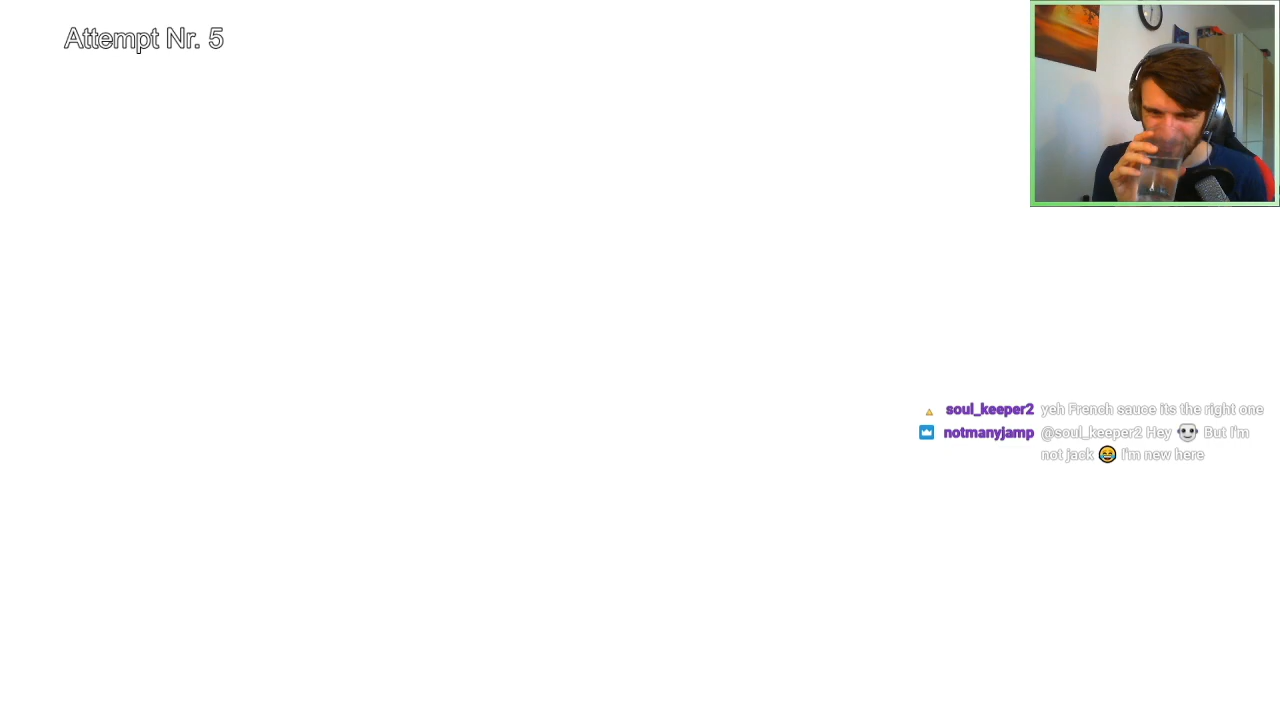 Attempt Nr. 5
soul_keeper2 yeh French sauce its the right one
notmanyjamp @soul_keeper2 Hey But I'm
not jack 😂 I'm new here